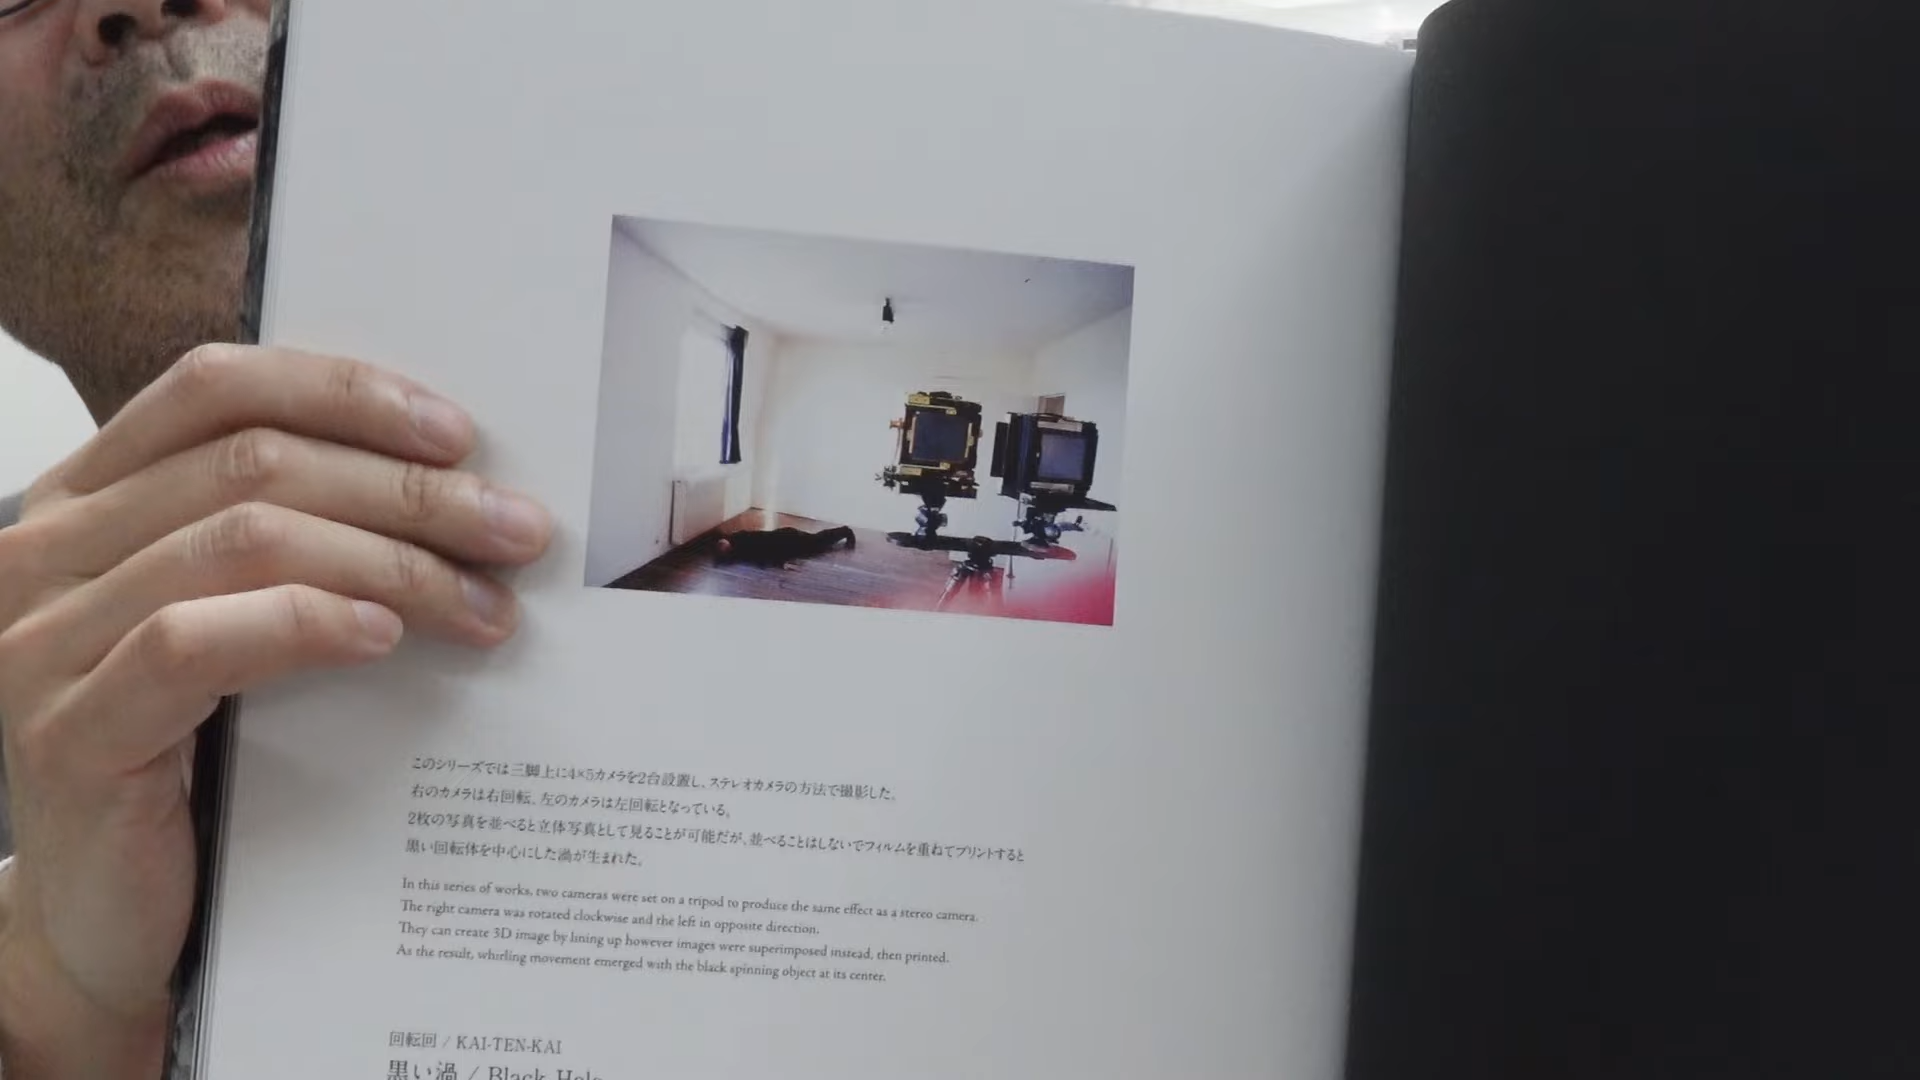 このシリーズでは三脚上に4×5カメラを2台設置し、ステレオカメラの方法で撮影した。
右のカメラは右回転、左のカメラは左回転となっている。
2枚の写真を並べると立体写真として見ることが可能だが、並べることはしないでフィルムを重ねてプリントすると
黒い回転体を中心にした渦が生まれた。
In this series of works, two cameras were set on a tripod to produce the same effect as a stereo camera.
The right camera was rotated clockwise and the left in opposite direction.
They can create 3D image by lining up however images were superimposed instead, then printed.
As the result, whirling movement emerged with the black spinning object at its center.
回転回 / KAI-TEN-KAI
黒い渦 / Black Hole